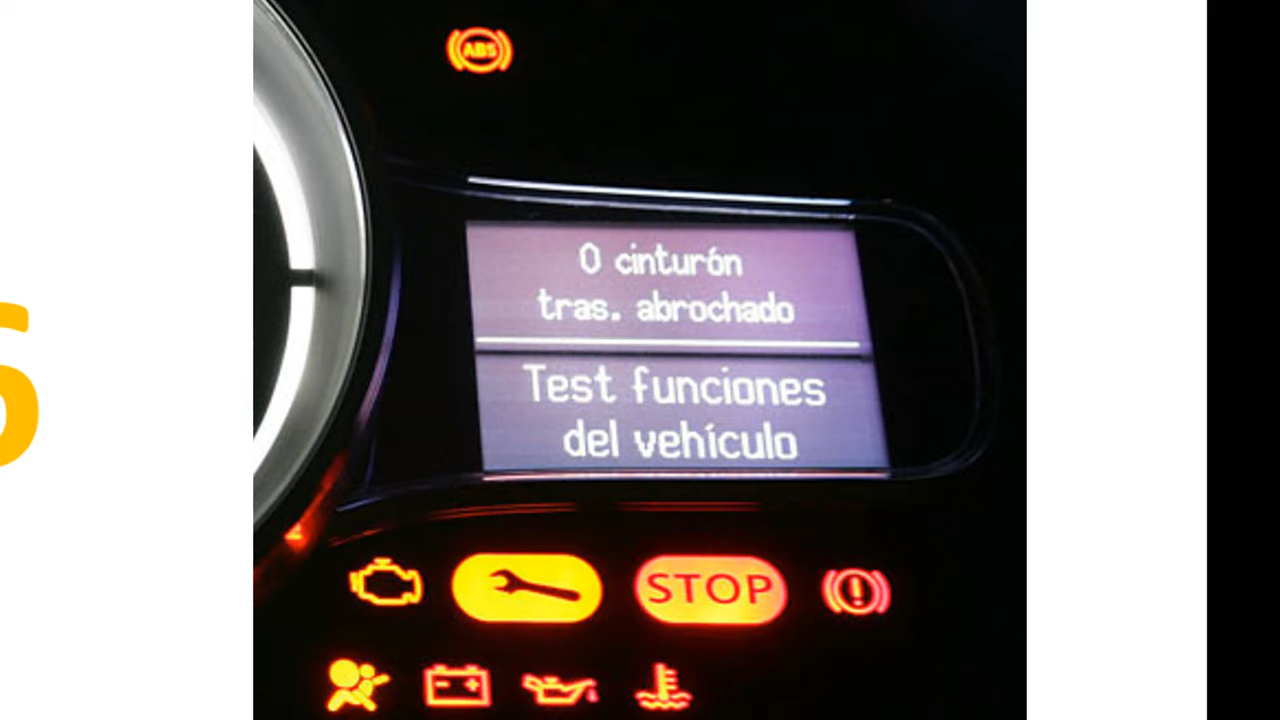 ABS
0 cinturón
tras. abrochado
Test funciones
del vehículo
STOP